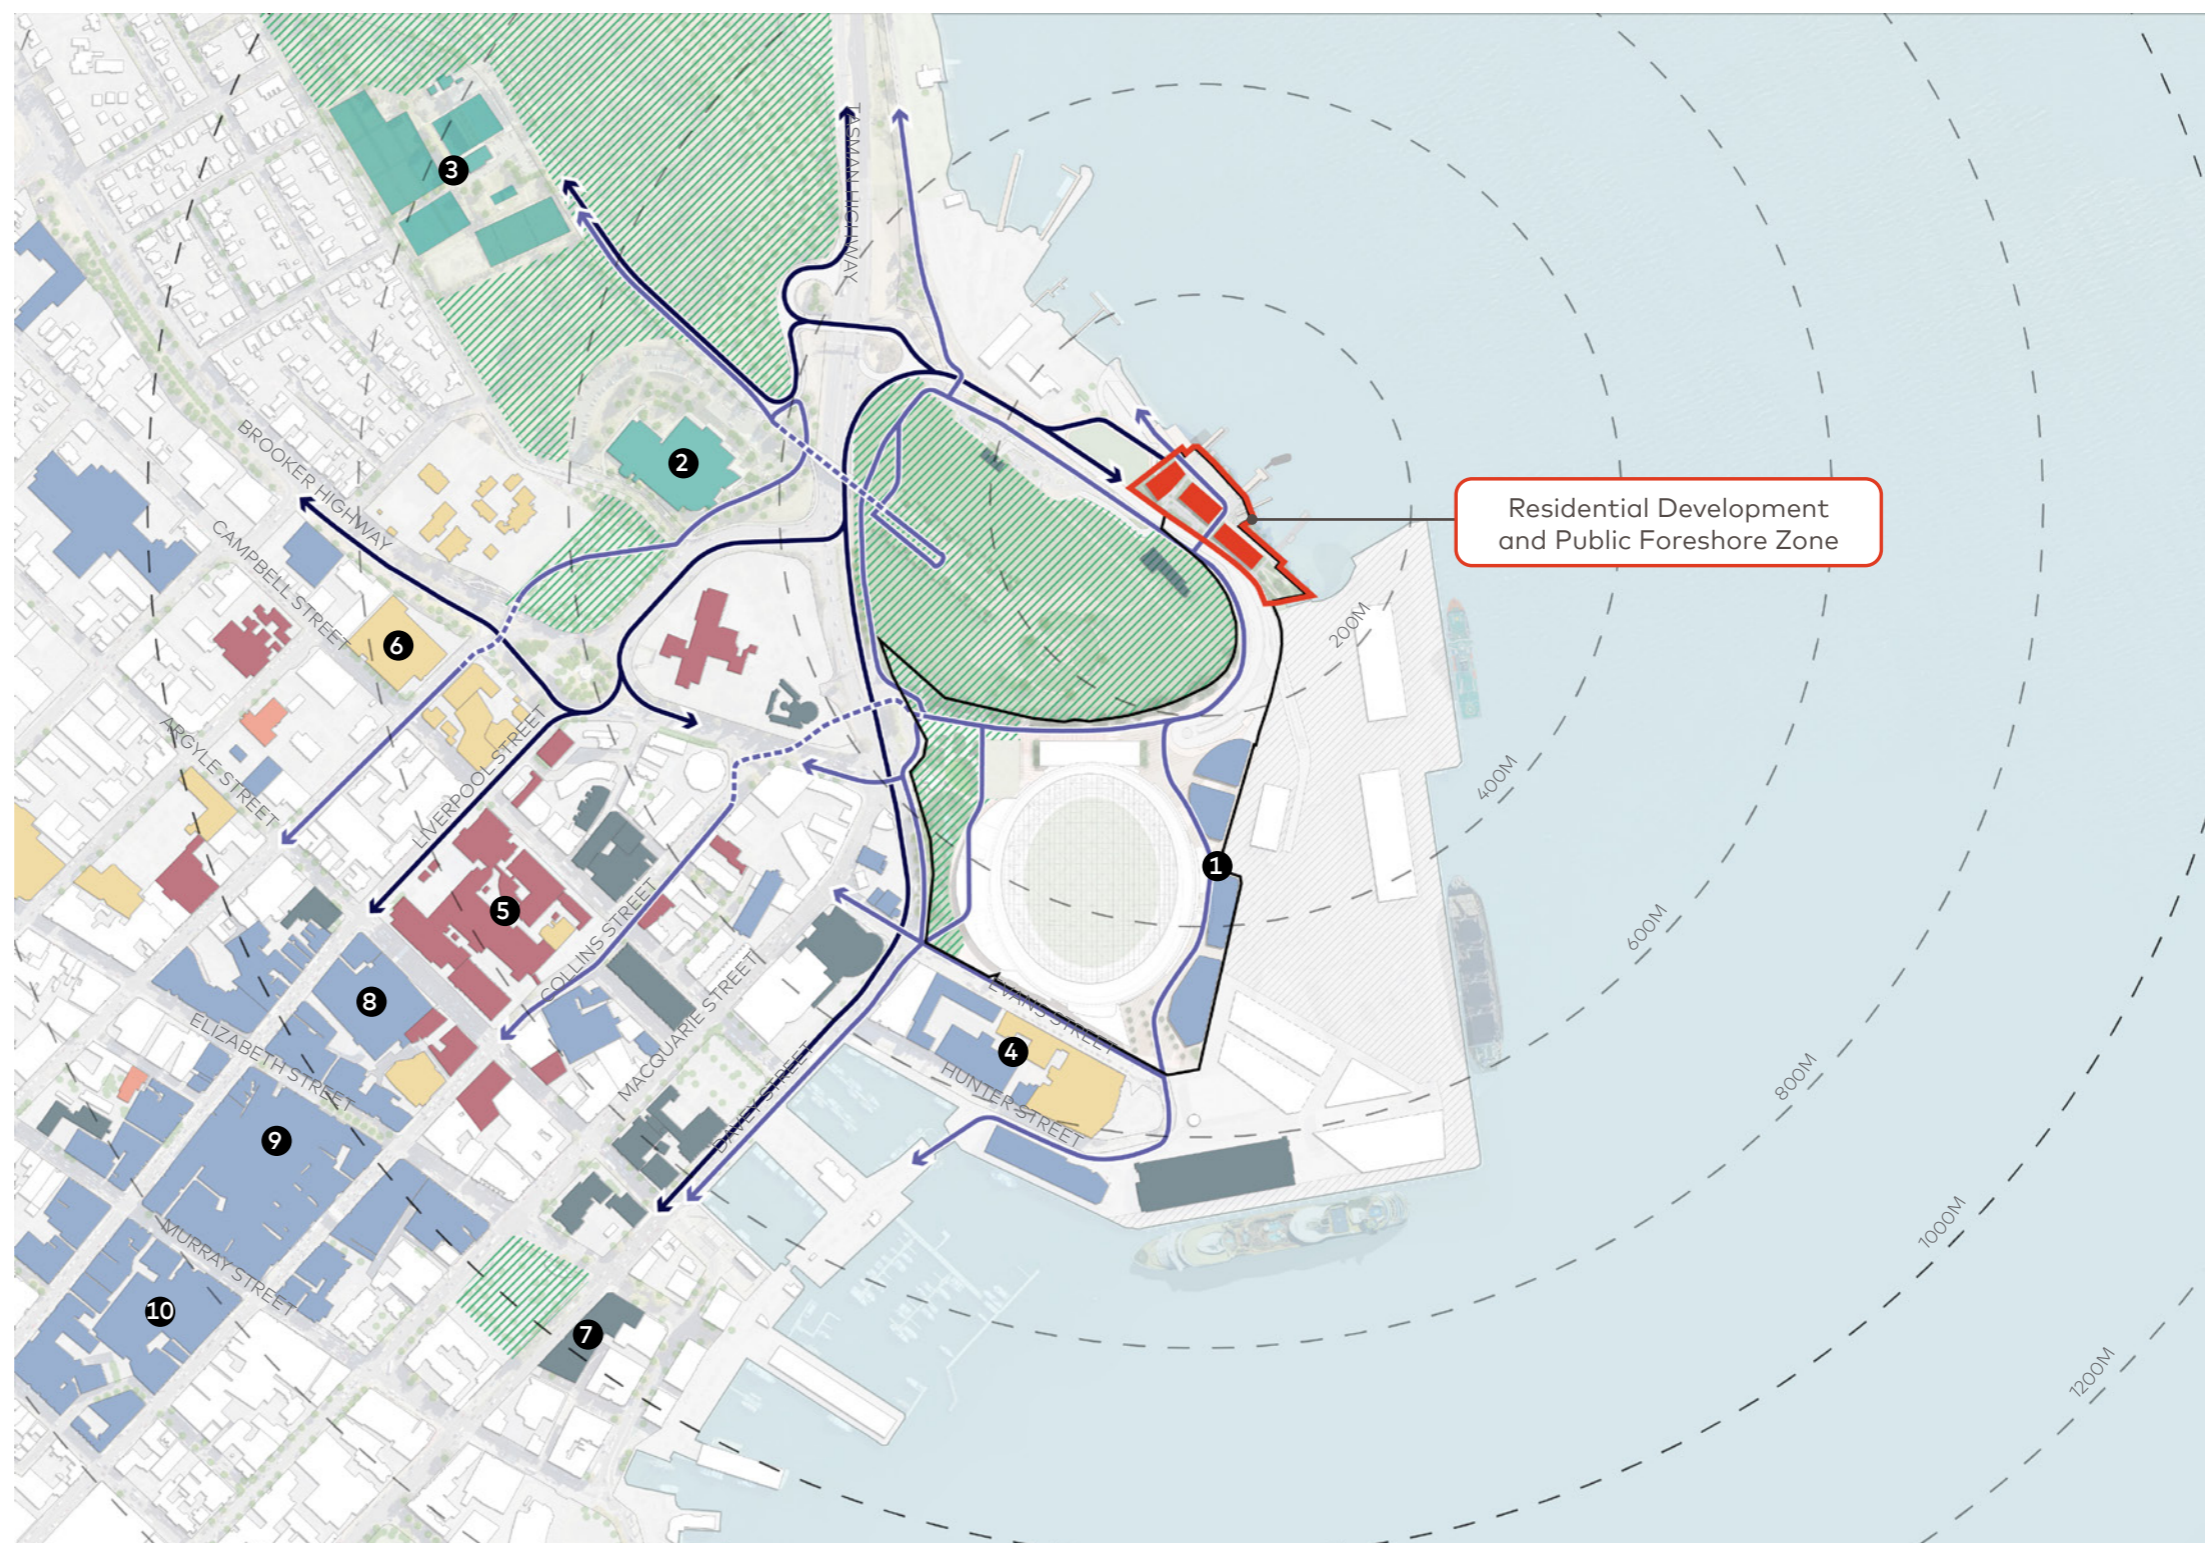 TASMAN HIGHWAY
3
2
BROOKER HIGHWAY
Residential Development
and Public Foreshore Zone
CAMPBELL STREET
6
200M
ARGYLE STREET
LIVERPOOL STREET
400M
1
5
COLLINS STREET
600M
8
MACQUARIE STREET
EVANS STREET
4
ELIZABETH STREET
HUNTER STREET
DAVEY STREET
800M
9
MURRAY STREET
1000M
10
7
1200M